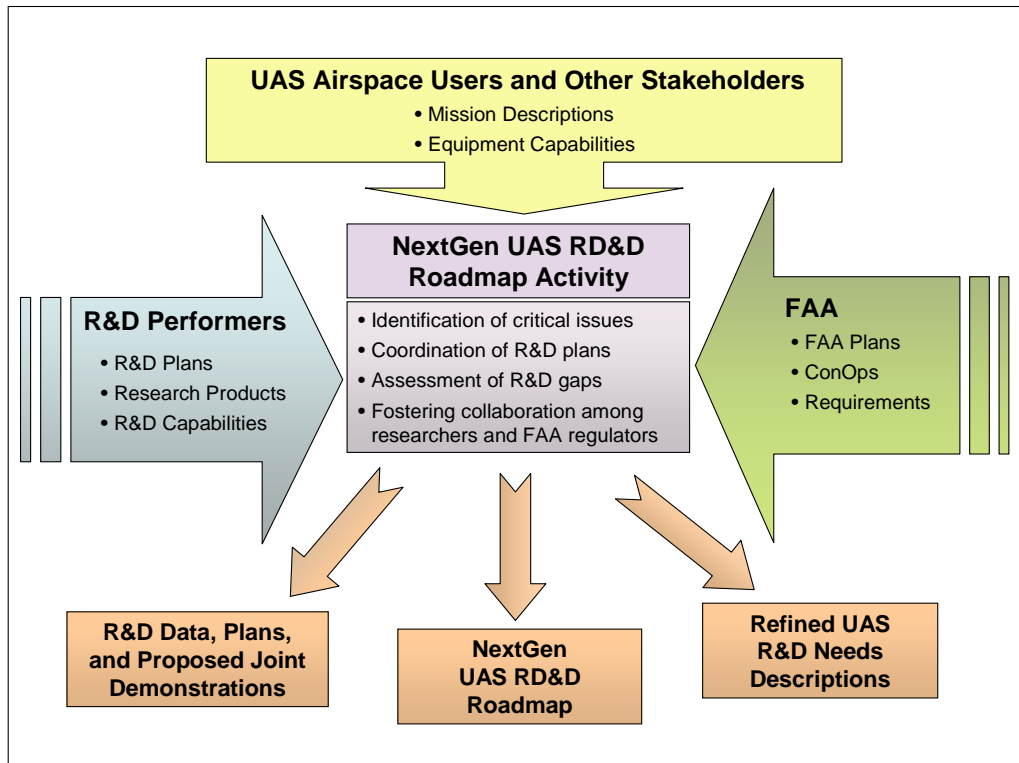 UAS Airspace Users and Other Stakeholders
• Mission Descriptions
• Equipment Capabilities
NextGen UAS RD&D
Roadmap Activity
• Identification of critical issues
• Coordination of R&D plans
• Assessment of R&D gaps
• Fostering collaboration among
researchers and FAA regulators
R&D Performers
• R&D Plans
• Research Products
• R&D Capabilities
FAA
• FAA Plans
• ConOps
• Requirements
R&D Data, Plans,
and Proposed Joint
Demonstrations
NextGen
UAS RD&D
Roadmap
Refined UAS
R&D Needs
Descriptions